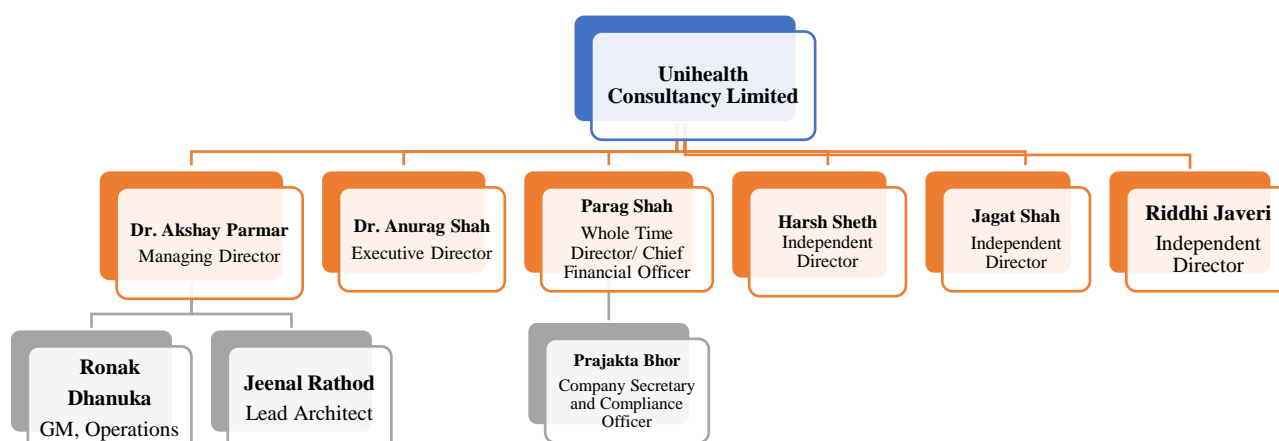 Unihealth
Consultancy Limited
Dr. Akshay Parmar
Managing Director
Dr. Anurag Shah
Executive Director
Parag Shah
Whole Time
Director/ Chief
Financial Officer
Harsh Sheth
Independent
Director
Jagat Shah
Independent
Director
Riddhi Javeri
Independent
Director
Ronak
Dhanuka
GM, Operations
Jeenal Rathod
Lead Architect
Prajakta Bhor
Company Secretary
and Compliance
Officer